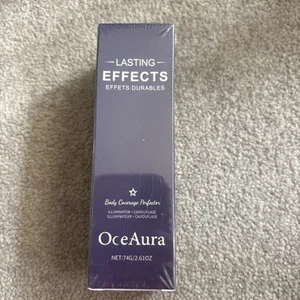 LASTING
EFFECTS
EFFETS DURABLES
Body Coverage Perfector
ILLUMINATOR • CAMOUFLAGE
ILLUMINATEUR • CAMOUFLAGE
OceAura
NET:74G/2.61OZ